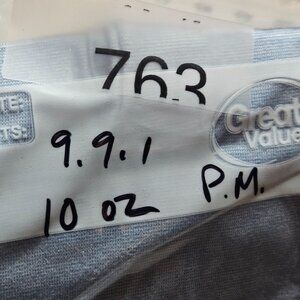 763
TE:
TS:
Great
Value
9.9.1
10 oz P.M.